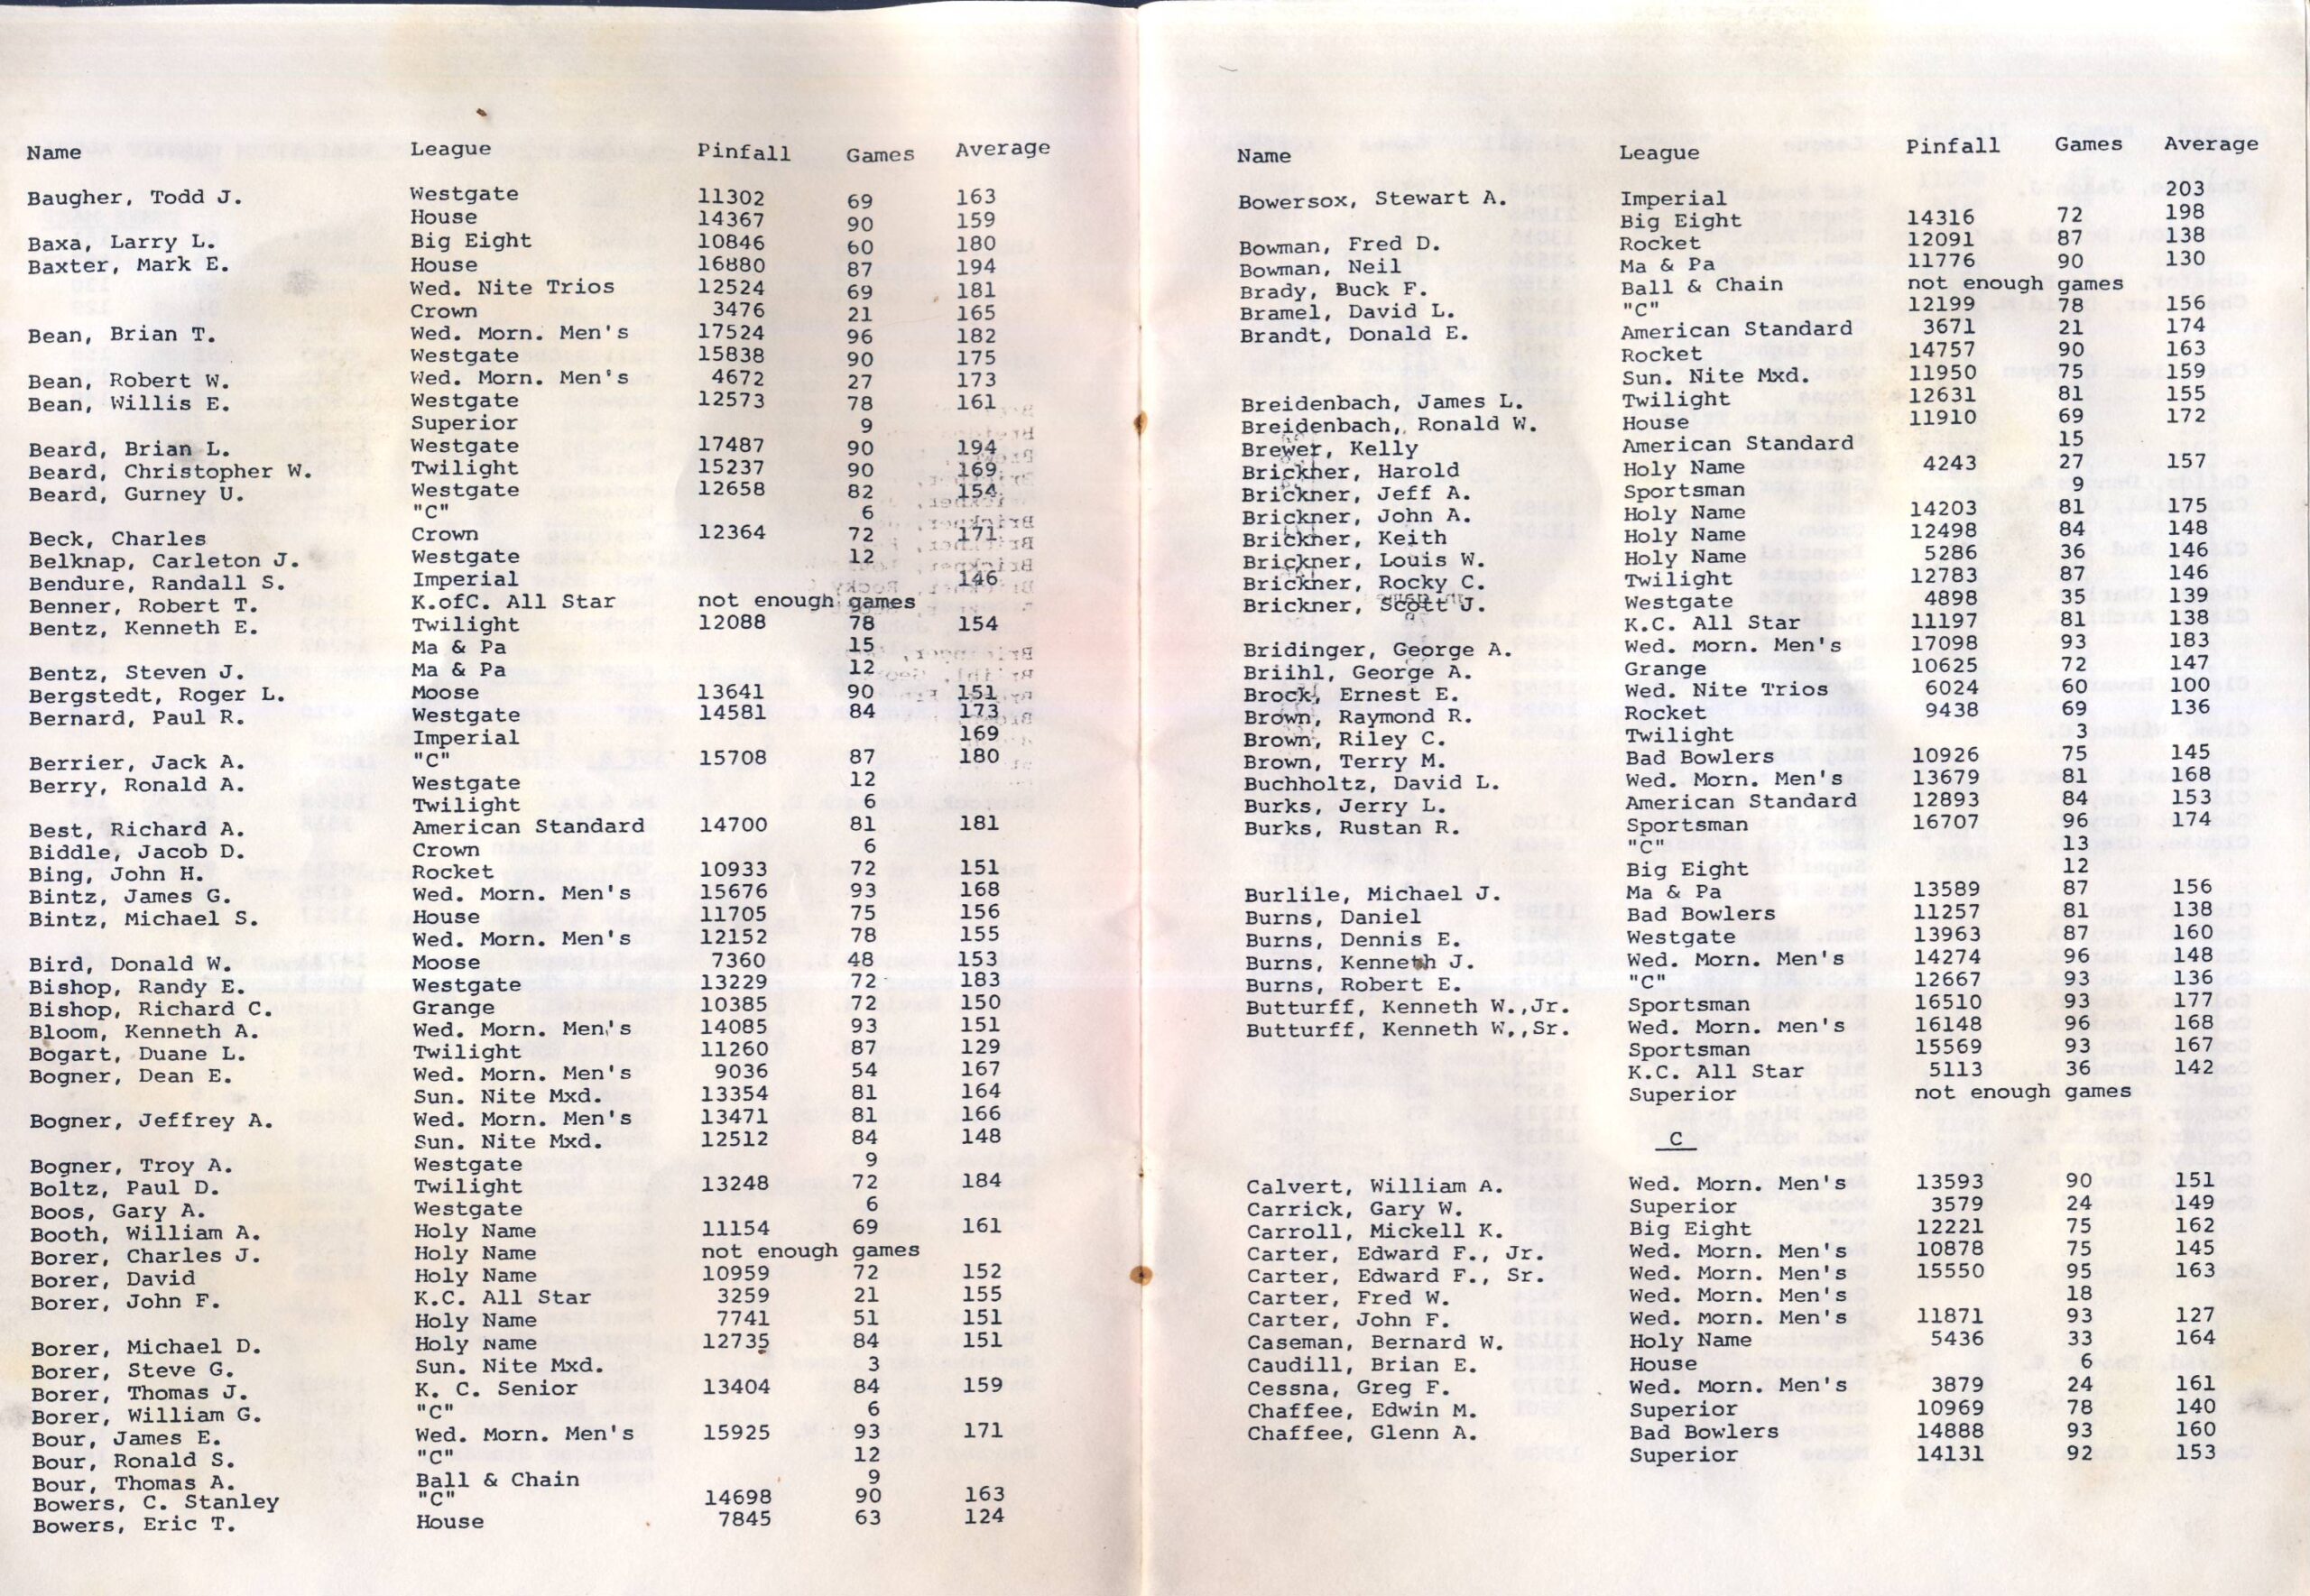 Name League Pinfall Games Average
Baugher, Todd J. Westgate 11302 69 163
House 14367 90 159
Baxa, Larry L. Big Eight 10846 60 180
Baxter, Mark E. House 16880 87 194
Wed. Nite Trios 12524 69 181
Crown 3476 21 165
Bean, Brian T. Wed. Morn. Men's 17524 96 182
Westgate 15838 90 175
Bean, Robert W. Wed. Morn. Men's 4672 27 173
Bean, Willis E. Westgate 12573 78 161
Superior 9
Beard, Brian L. Westgate 17487 90 194
Beard, Christopher W. Twilight 15237 90 169
Beard, Gurney U. Westgate 12658 82 154
"C" 6
Beck, Charles Crown 12364 72 171
Belknap, Carleton J. Westgate 12
Bendure, Randall S. Imperial 146
Benner, Robert T. K.ofC. All Star not enough games
Bentz, Kenneth E. Twilight 12088 78 154
Ma & Pa 15
Bentz, Steven J. Ma & Pa 12
Bergstedt, Roger L. Moose 13641 90 151
Bernard, Paul R. Westgate 14581 84 173
Imperial 169
Berrier, Jack A. "C" 15708 87 180
Berry, Ronald A. Westgate 12
Twilight 6
Best, Richard A. American Standard 14700 81 181
Biddle, Jacob D. Crown 6
Bing, John H. Rocket 10933 72 151
Bintz, James G. Wed. Morn. Men's 15676 93 168
Bintz, Michael S. House 11705 75 156
Wed. Morn. Men's 12152 78 155
Bird, Donald W. Moose 7360 48 153
Bishop, Randy E. Westgate 13229 72 183
Bishop, Richard C. Grange 10385 72 150
Bloom, Kenneth A. Wed. Morn. Men's 14085 93 151
Bogart, Duane L. Twilight 11260 87 129
Bogner, Dean E. Wed. Morn. Men's 9036 54 167
Sun. Nite Mxd. 13354 81 164
Bogner, Jeffrey A. Wed. Morn. Men's 13471 81 166
Sun. Nite Mxd. 12512 84 148
Bogner, Troy A. Westgate 9
Boltz, Paul D. Twilight 13248 72 184
Boos, Gary A. Westgate 6
Booth, William A. Holy Name 11154 69 161
Borer, Charles J. Holy Name not enough games
Borer, David Holy Name 10959 72 152
Borer, John F. K.C. All Star 3259 21 155
Holy Name 7741 51 151
Borer, Michael D. Holy Name 12735 84 151
Borer, Steve G. Sun. Nite Mxd. 3
Borer, Thomas J. K. C. Senior 13404 84 159
Borer, William G. "C" 6
Bour, James E. Wed. Morn. Men's 15925 93 171
Bour, Ronald S. "C" 12
Bour, Thomas A. Ball & Chain 9
Bowers, C. Stanley "C" 14698 90 163
Bowers, Eric T. House 7845 63 124
Name League Pinfall Games Average
Bowersox, Stewart A. Imperial 203
Big Eight 14316 72 198
Bowman, Fred D. Rocket 12091 87 138
Bowman, Neil Ma & Pa 11776 90 130
Brady, Buck F. Ball & Chain not enough games
Bramel, David L. "C" 12199 78 156
Brandt, Donald E. American Standard 3671 21 174
Rocket 14757 90 163
Sun. Nite Mxd. 11950 75 159
Breidenbach, James L. Twilight 12631 81 155
Breidenbach, Ronald W. House 11910 69 172
Brewer, Kelly American Standard 15
Brickner, Harold Holy Name 4243 27 157
Brickner, Jeff A. Sportsman 9
Brickner, John A. Holy Name 14203 81 175
Brickner, Keith Holy Name 12498 84 148
Brickner, Louis W. Holy Name 5286 36 146
Brickner, Rocky C. Twilight 12783 87 146
Brickner, Scott J. Westgate 4898 35 139
K.C. All Star 11197 81 138
Bridinger, George A. Wed. Morn. Men's 17098 93 183
Briihl, George A. Grange 10625 72 147
Brock, Ernest E. Wed. Nite Trios 6024 60 100
Brown, Raymond R. Rocket 9438 69 136
Brown, Riley C. Twilight 3
Brown, Terry M. Bad Bowlers 10926 75 145
Buchholtz, David L. Wed. Morn. Men's 13679 81 168
Burks, Jerry L. American Standard 12893 84 153
Burks, Rustan R. Sportsman 16707 96 174
"C" 13
Big Eight 12
Burlile, Michael J. Ma & Pa 13589 87 156
Burns, Daniel Bad Bowlers 11257 81 138
Burns, Dennis E. Westgate 13963 87 160
Burns, Kenneth J. Wed. Morn. Men's 14274 96 148
Burns, Robert E. "C" 12667 93 136
Butturff, Kenneth W.,Jr. Sportsman 16510 93 177
Butturff, Kenneth W.,Sr. Wed. Morn. Men's 16148 96 168
Sportsman 15569 93 167
K.C. All Star 5113 36 142
Superior not enough games
C
Calvert, William A. Wed. Morn. Men's 13593 90 151
Carrick, Gary W. Superior 3579 24 149
Carroll, Mickell K. Big Eight 12221 75 162
Carter, Edward F., Jr. Wed. Morn. Men's 10878 75 145
Carter, Edward F., Sr. Wed. Morn. Men's 15550 95 163
Carter, Fred W. Wed. Morn. Men's 18
Carter, John F. Wed. Morn. Men's 11871 93 127
Caseman, Bernard W. Holy Name 5436 33 164
Caudill, Brian E. House 6
Cessna, Greg F. Wed. Morn. Men's 3879 24 161
Chaffee, Edwin M. Superior 10969 78 140
Chaffee, Glenn A. Bad Bowlers 14888 93 160
Superior 14131 92 153